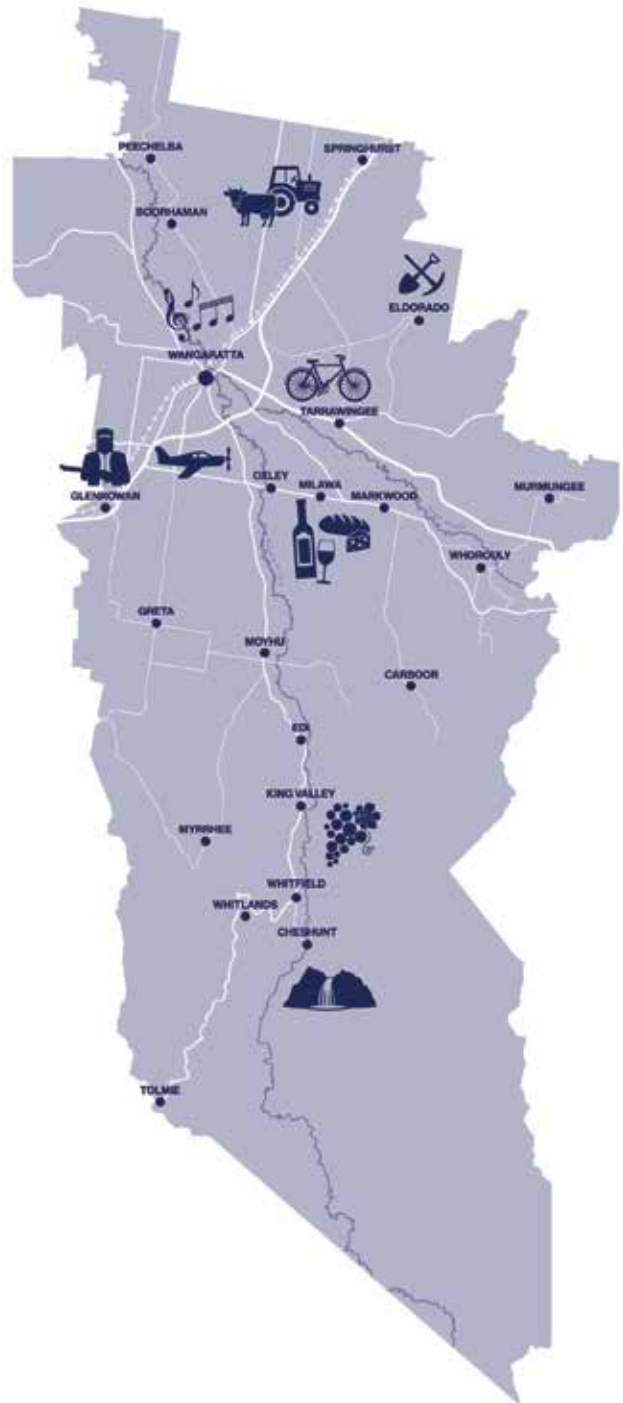 PEECHELBA
SPRINGHURST
BOORHAMAN
ELDORADO
WANGARATTA
TARRAWINGEE
OXLEY
MILAWA
MARKWOOD
MURMUNGEE
GLENROWAN
WHOROULY
GRETA
MOYHU
CARBOOR
EDI
KING VALLEY
MYRRHEE
WHITFIELD
WHITLANDS
CHESHUNT
TOLMIE